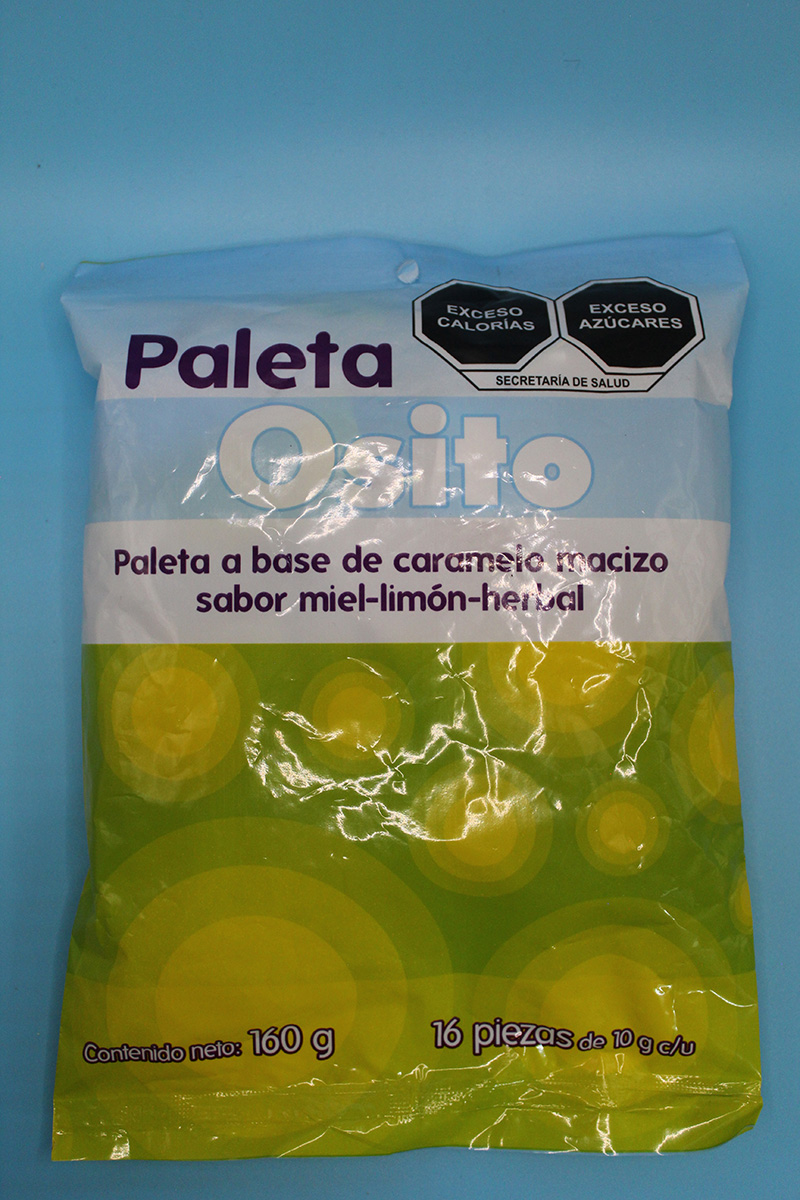 EXCESO
CALORÍAS
EXCESO
AZÚCARES
SECRETARÍA DE SALUD
Paleta
Osito
Paleta a base de caramelo macizo
sabor miel-limón-herbal
Contenido neto: 160 g
16 piezas de 10 g c/u